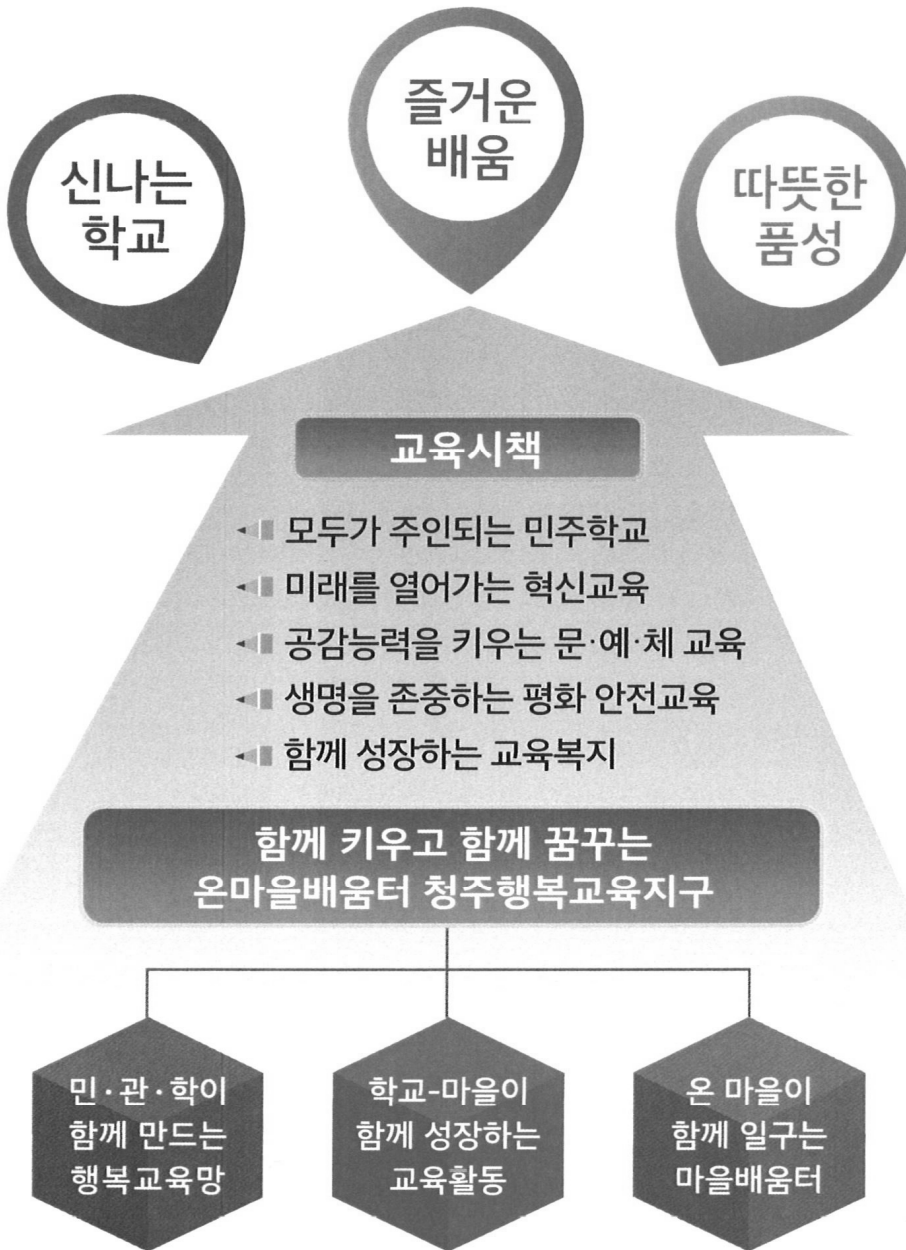 신나는
학교
즐거운
배움
따뜻한
품성
교육시책
모두가 주인되는 민주학교
미래를 열어가는 혁신교육
공감능력을 키우는 문·예·체 교육
생명을 존중하는 평화 안전교육
함께 성장하는 교육복지
함께 키우고 함께 꿈꾸는
온마을배움터 청주행복교육지구
민·관·학이
함께 만드는
행복교육망
학교-마을이
함께 성장하는
교육활동
온 마을이
함께 일구는
마을배움터